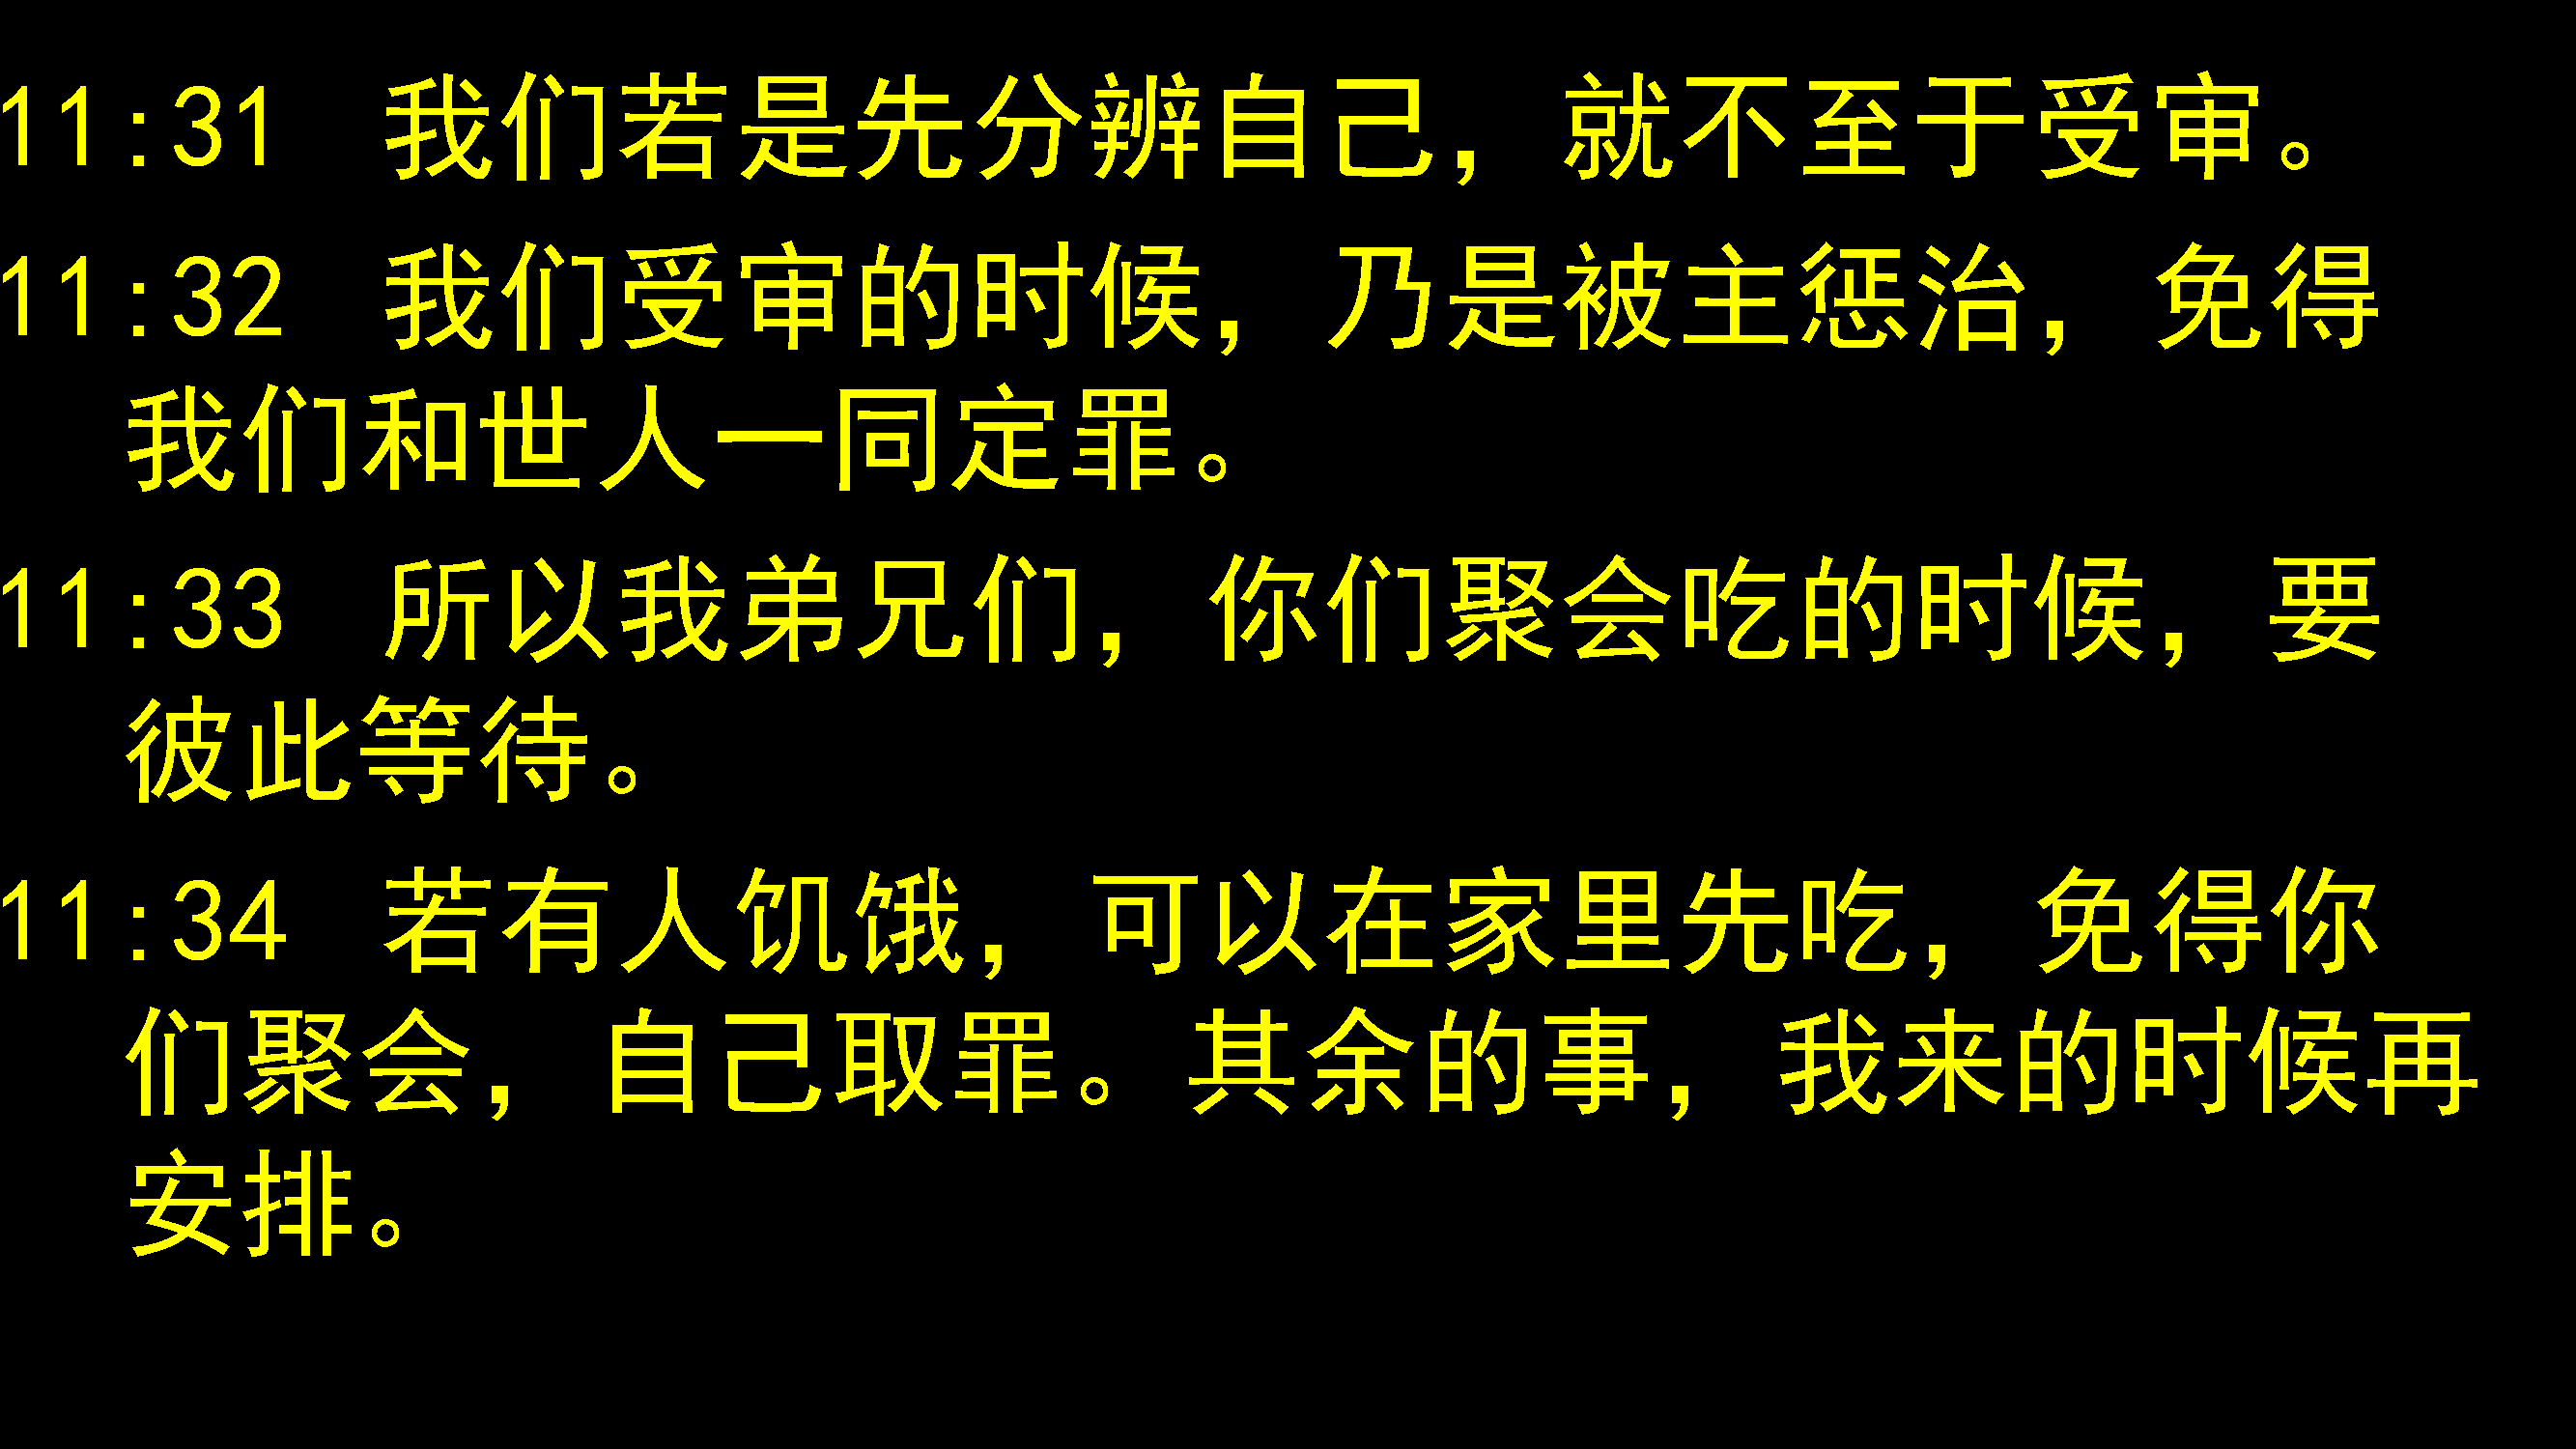 11:31 我们若是先分辨自己，就不至于受审。
11:32 我们受审的时候，乃是被主惩治，免得
我们和世人一同定罪。
11:33 所以我弟兄们，你们聚会吃的时候，要
彼此等待。
11:34 若有人饥饿，可以在家里先吃，免得你
们聚会，自己取罪。其余的事，我来的时候再
安排。